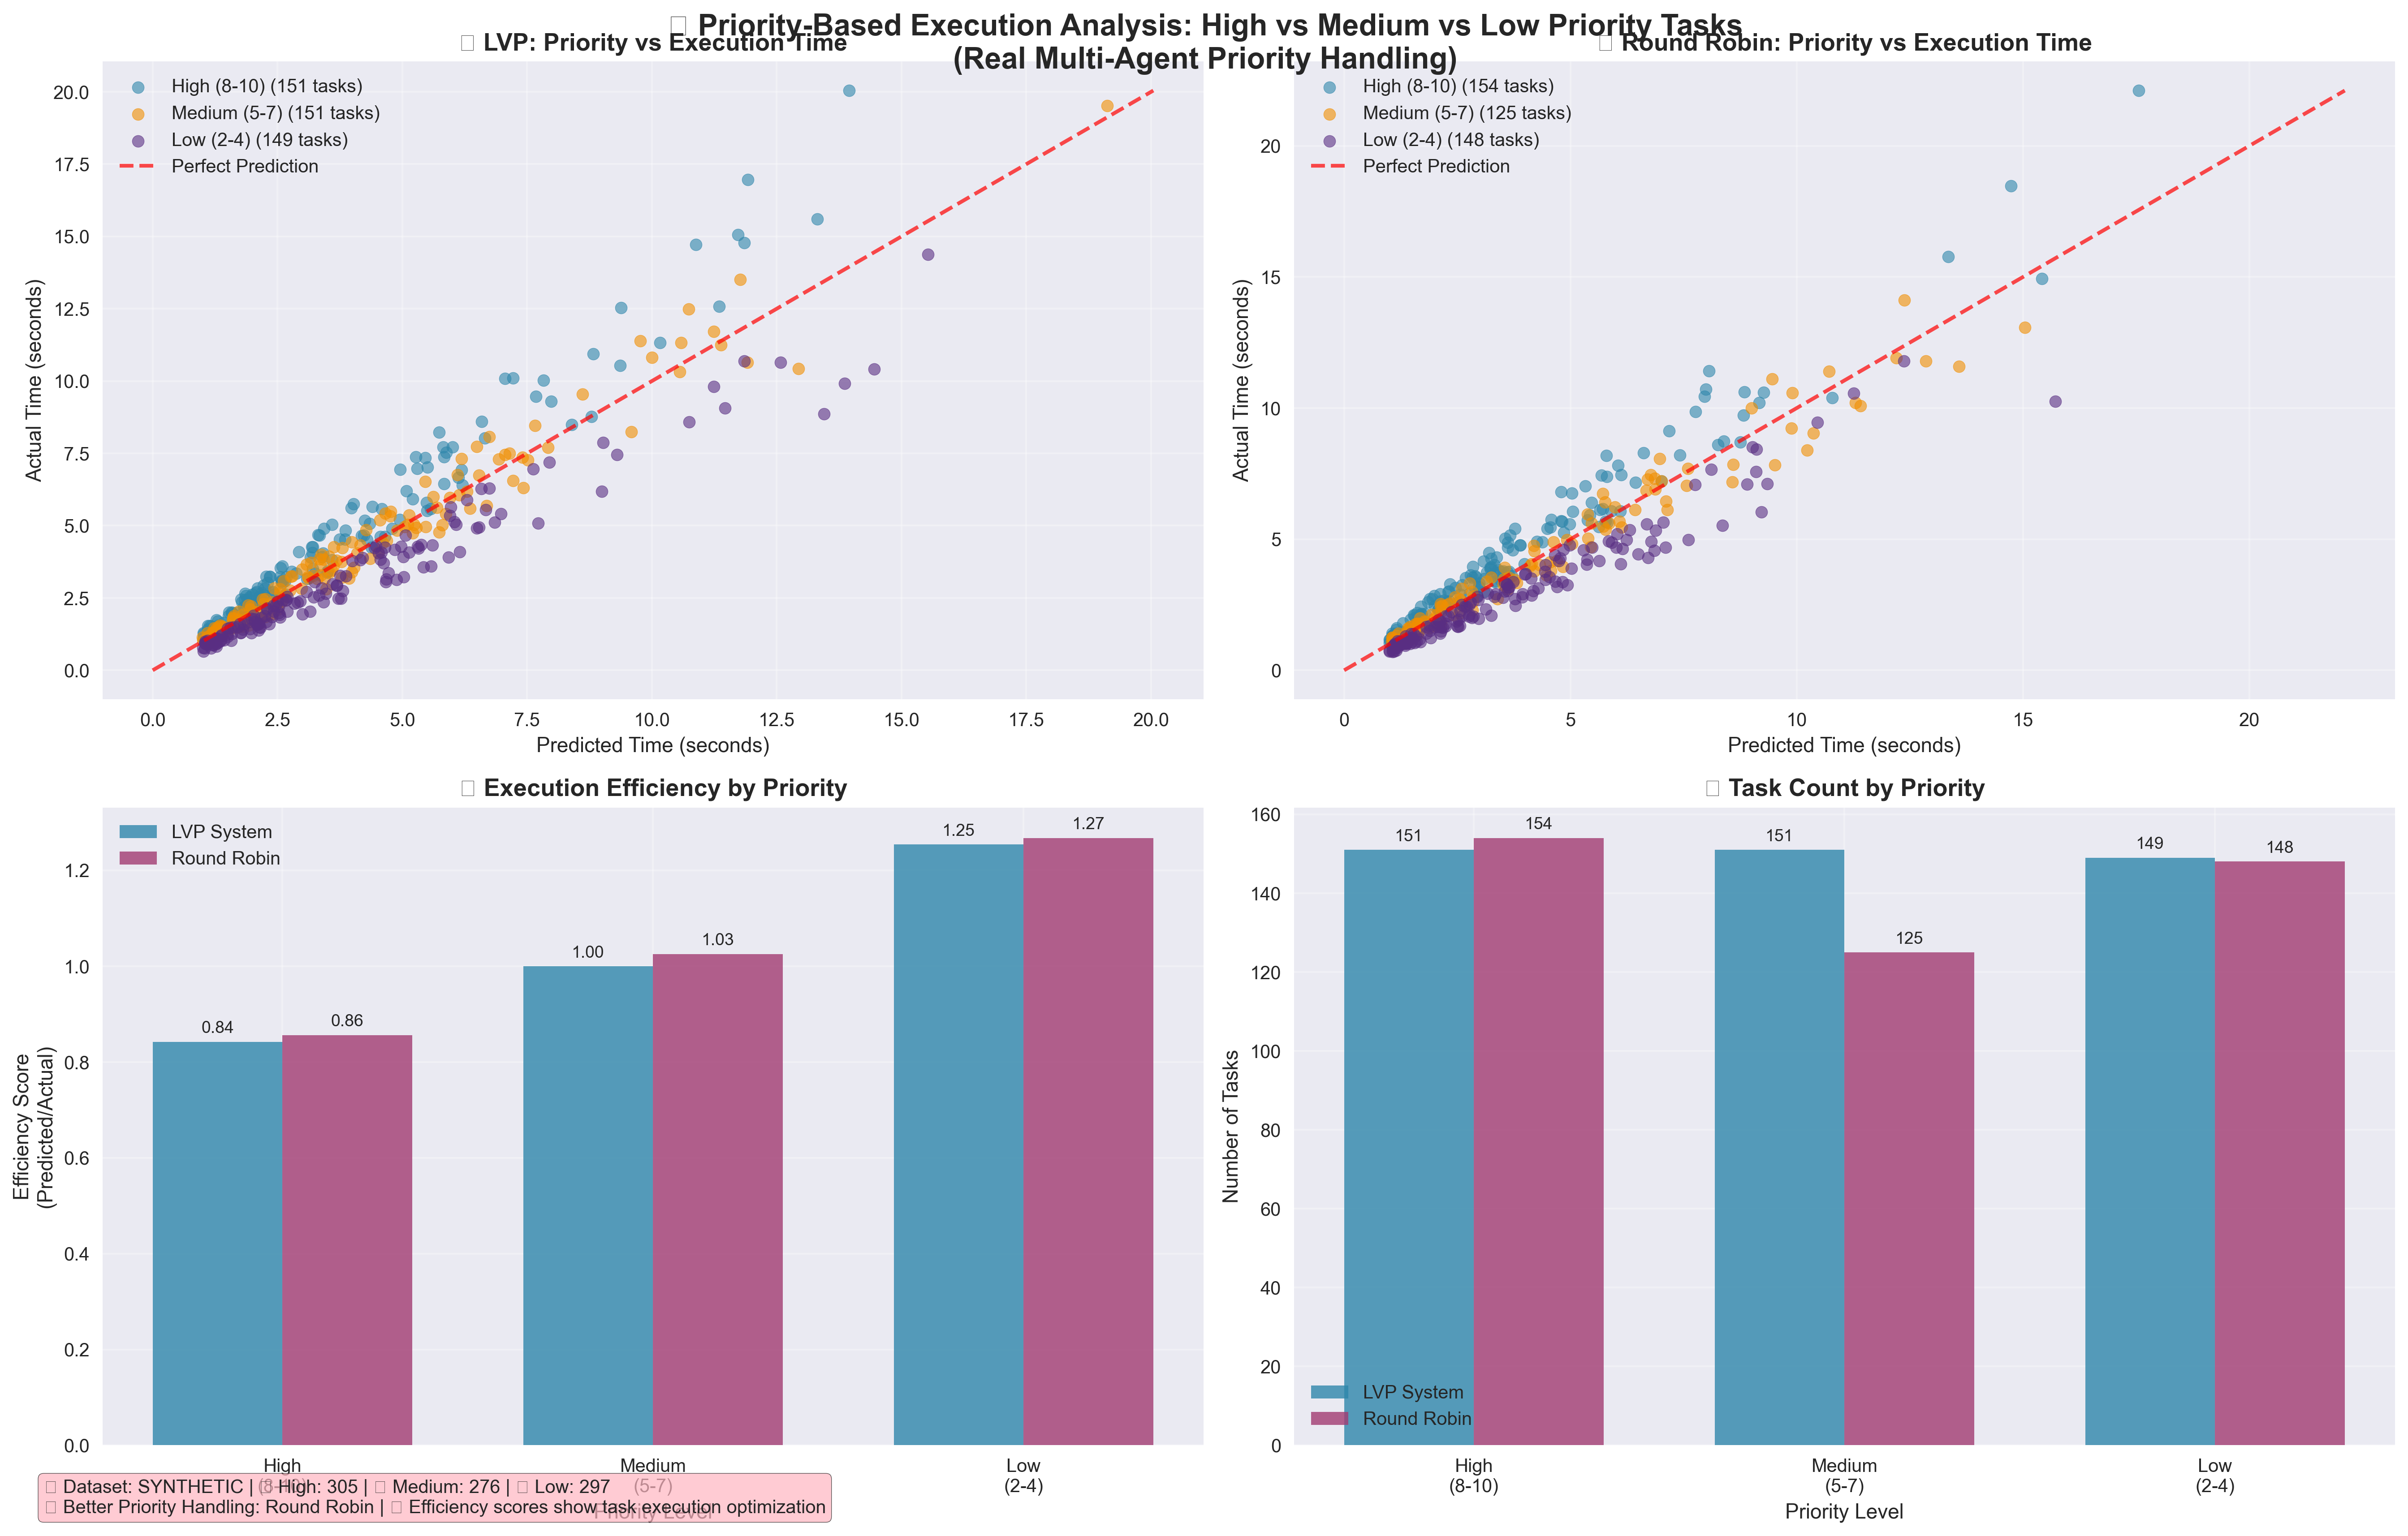 ▯ Priority-Based Execution Analysis: High vs Medium vs Low Priority Tasks
(Real Multi-Agent Priority Handling)
▯ LVP: Priority vs Execution Time
High (8-10) (151 tasks)
Medium (5-7) (151 tasks)
Low (2-4) (149 tasks)
Perfect Prediction
Actual Time (seconds)
20.0
17.5
15.0
12.5
10.0
7.5
5.0
2.5
0.0
0.0 2.5 5.0 7.5 10.0 12.5 15.0 17.5 20.0
Predicted Time (seconds)
▯ Round Robin: Priority vs Execution Time
High (8-10) (154 tasks)
Medium (5-7) (125 tasks)
Low (2-4) (148 tasks)
Perfect Prediction
Actual Time (seconds)
20
15
10
5
0
0 5 10 15 20
Predicted Time (seconds)
▯ Execution Efficiency by Priority
LVP System
Round Robin
Efficiency Score
(Predicted/Actual)
1.2
1.0
0.8
0.6
0.4
0.2
0.0
0.84 0.86 1.00 1.03 1.25 1.27
High Medium Low
(8-10) (5-7) (2-4)
Priority Level
▯ Task Count by Priority
Number of Tasks
160
140
120
100
80
60
40
20
0
151 154 151 125 149 148
LVP System
Round Robin
High Medium Low
(8-10) (5-7) (2-4)
Priority Level
▯ Dataset: SYNTHETIC | ▯ High: 305 | ▯ Medium: 276 | ▯ Low: 297
▯ Better Priority Handling: Round Robin | ▯ Efficiency scores show task execution optimization